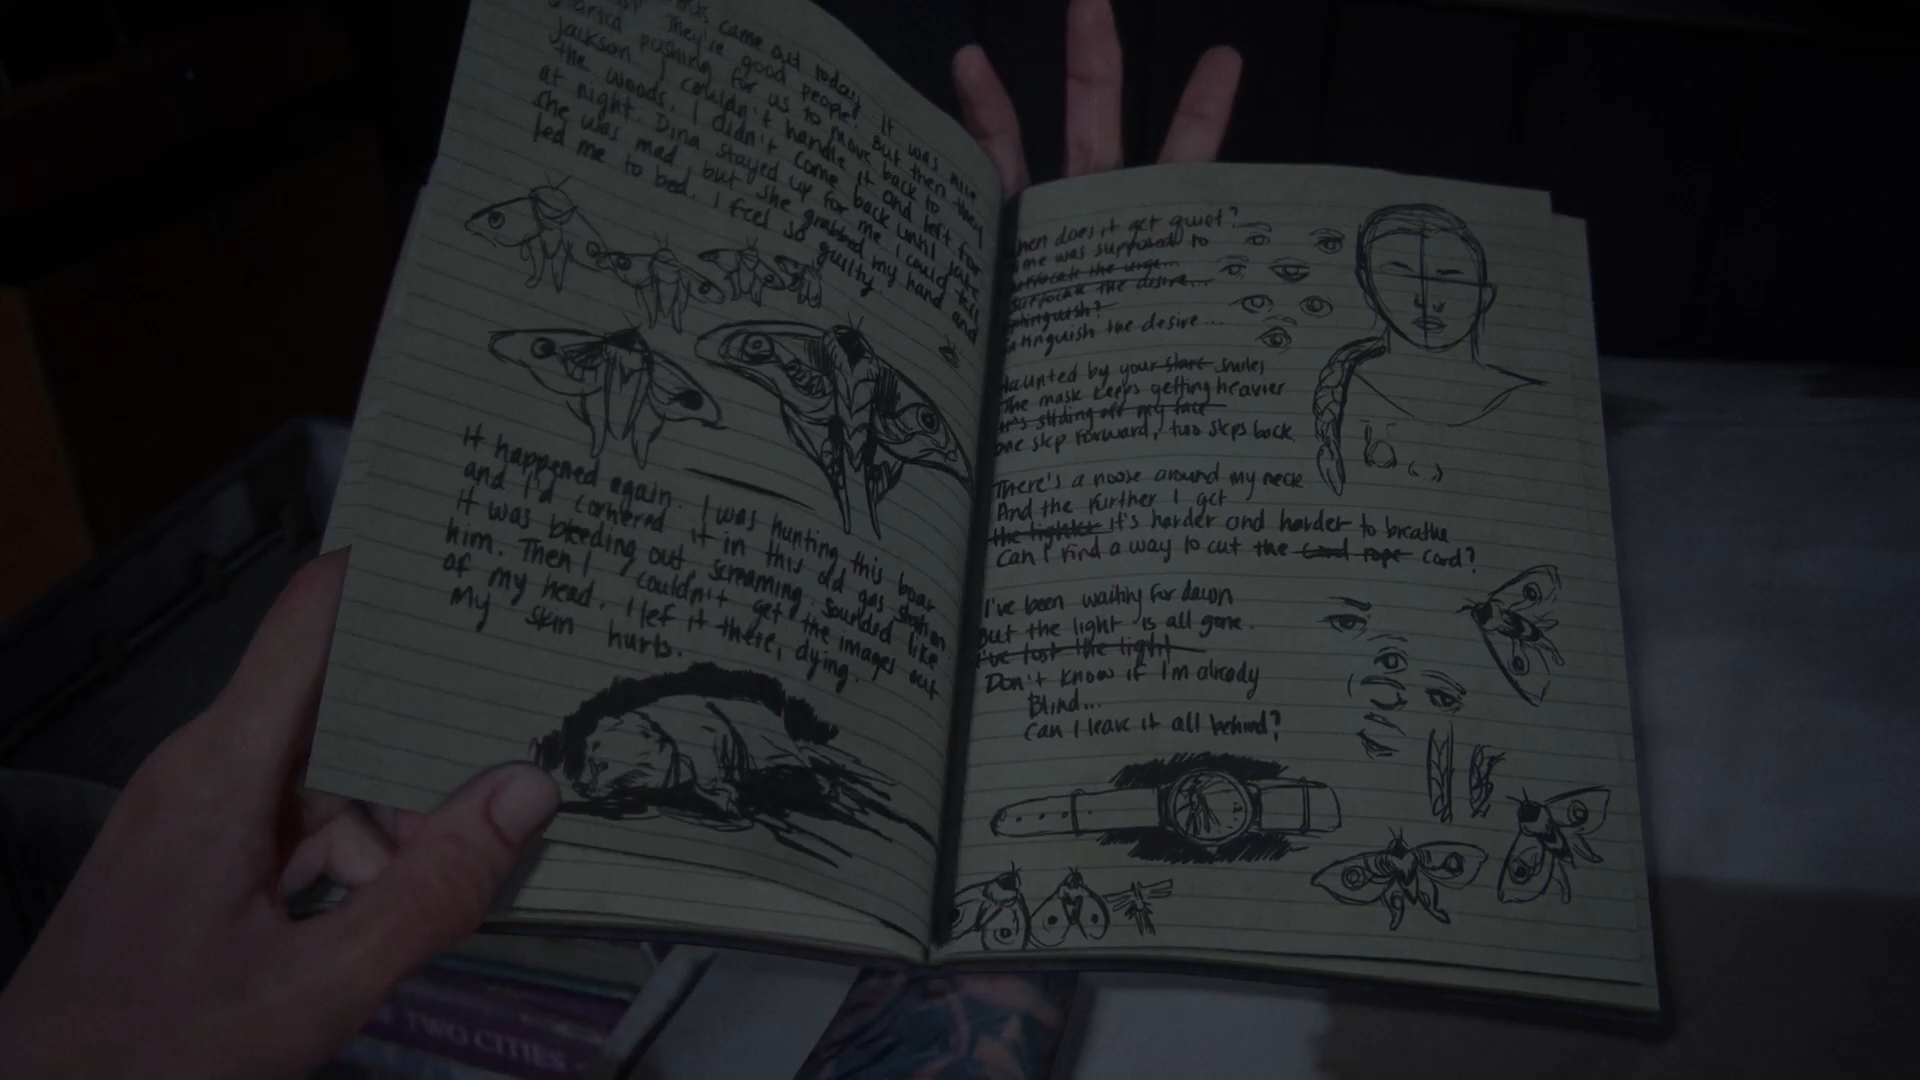 came out today. It was nice
They're good people. But then they
pushing for us to move back to
Jackson. I couldn't handle it and left for
the woods. I didn't come back until late
at night. Dina stayed up for me. I could tell
she was mad but she grabbed my hand and
led me to bed. I feel so guilty
It happened again. I was hunting this boar
and I'd cornerd it in this old gas station
It was bleeding out screaming. Sounded like
him. Then I couldn't get the images out
of my head. I lef it there, dying.
My skin hurts.
hen does it get quiet?
me was supposed to
the urge...
suffocate the desire...
tinguish?
tinguish the desire...
aunted by your smiles
The mask keeps getting heavier
It's sliding off my face
one step forward, two steps back.
There's a noose around my neck
And the further I get
the tighter it's harder and harder to breathe
Can I find a way to cut the cord rope cord?
I've been waiting for dawn
But the light is all gone.
I've lost the light
Don't know if I'm already
Blind...
Can I leave it all behind?
TWO CITIES